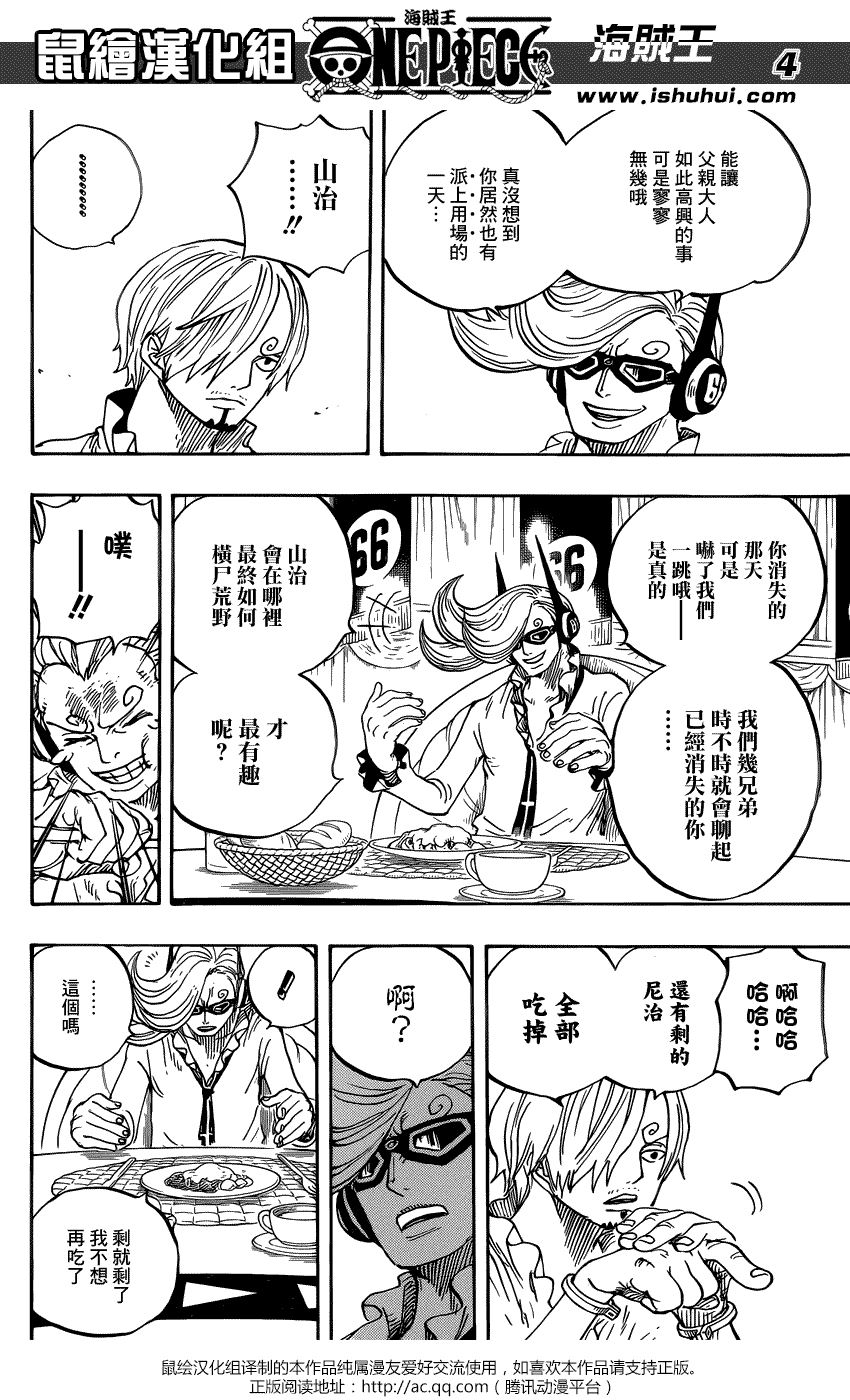 鼠繪漢化組
海賊王
ONE PIECE
海賊王
4
www.ishuhui.com
能讓
父親大人
如此高興的事
可是寥寥
無幾哦
真沒想到
你居然也有
派上用場的
一天…
山治
……!!
…………
你消失的
那天
可是
嚇了我們
一跳哦——
是真的
我們幾兄弟
時不時就會聊起
已經消失的你
……
66
66
山治
會在哪裡
最終如何
橫尸荒野
才
最有趣
呢?
噗
——!!
啊哈哈
哈哈…
還有剩的
尼治
全部
吃掉
啊?
!
……
這個嗎
剩就剩了
我不想
再吃了
鼠绘汉化组译制的本作品纯属漫友爱好交流使用，如喜欢本作品请支持正版。
正版阅读地址：http://ac.qq.com（腾讯动漫平台）